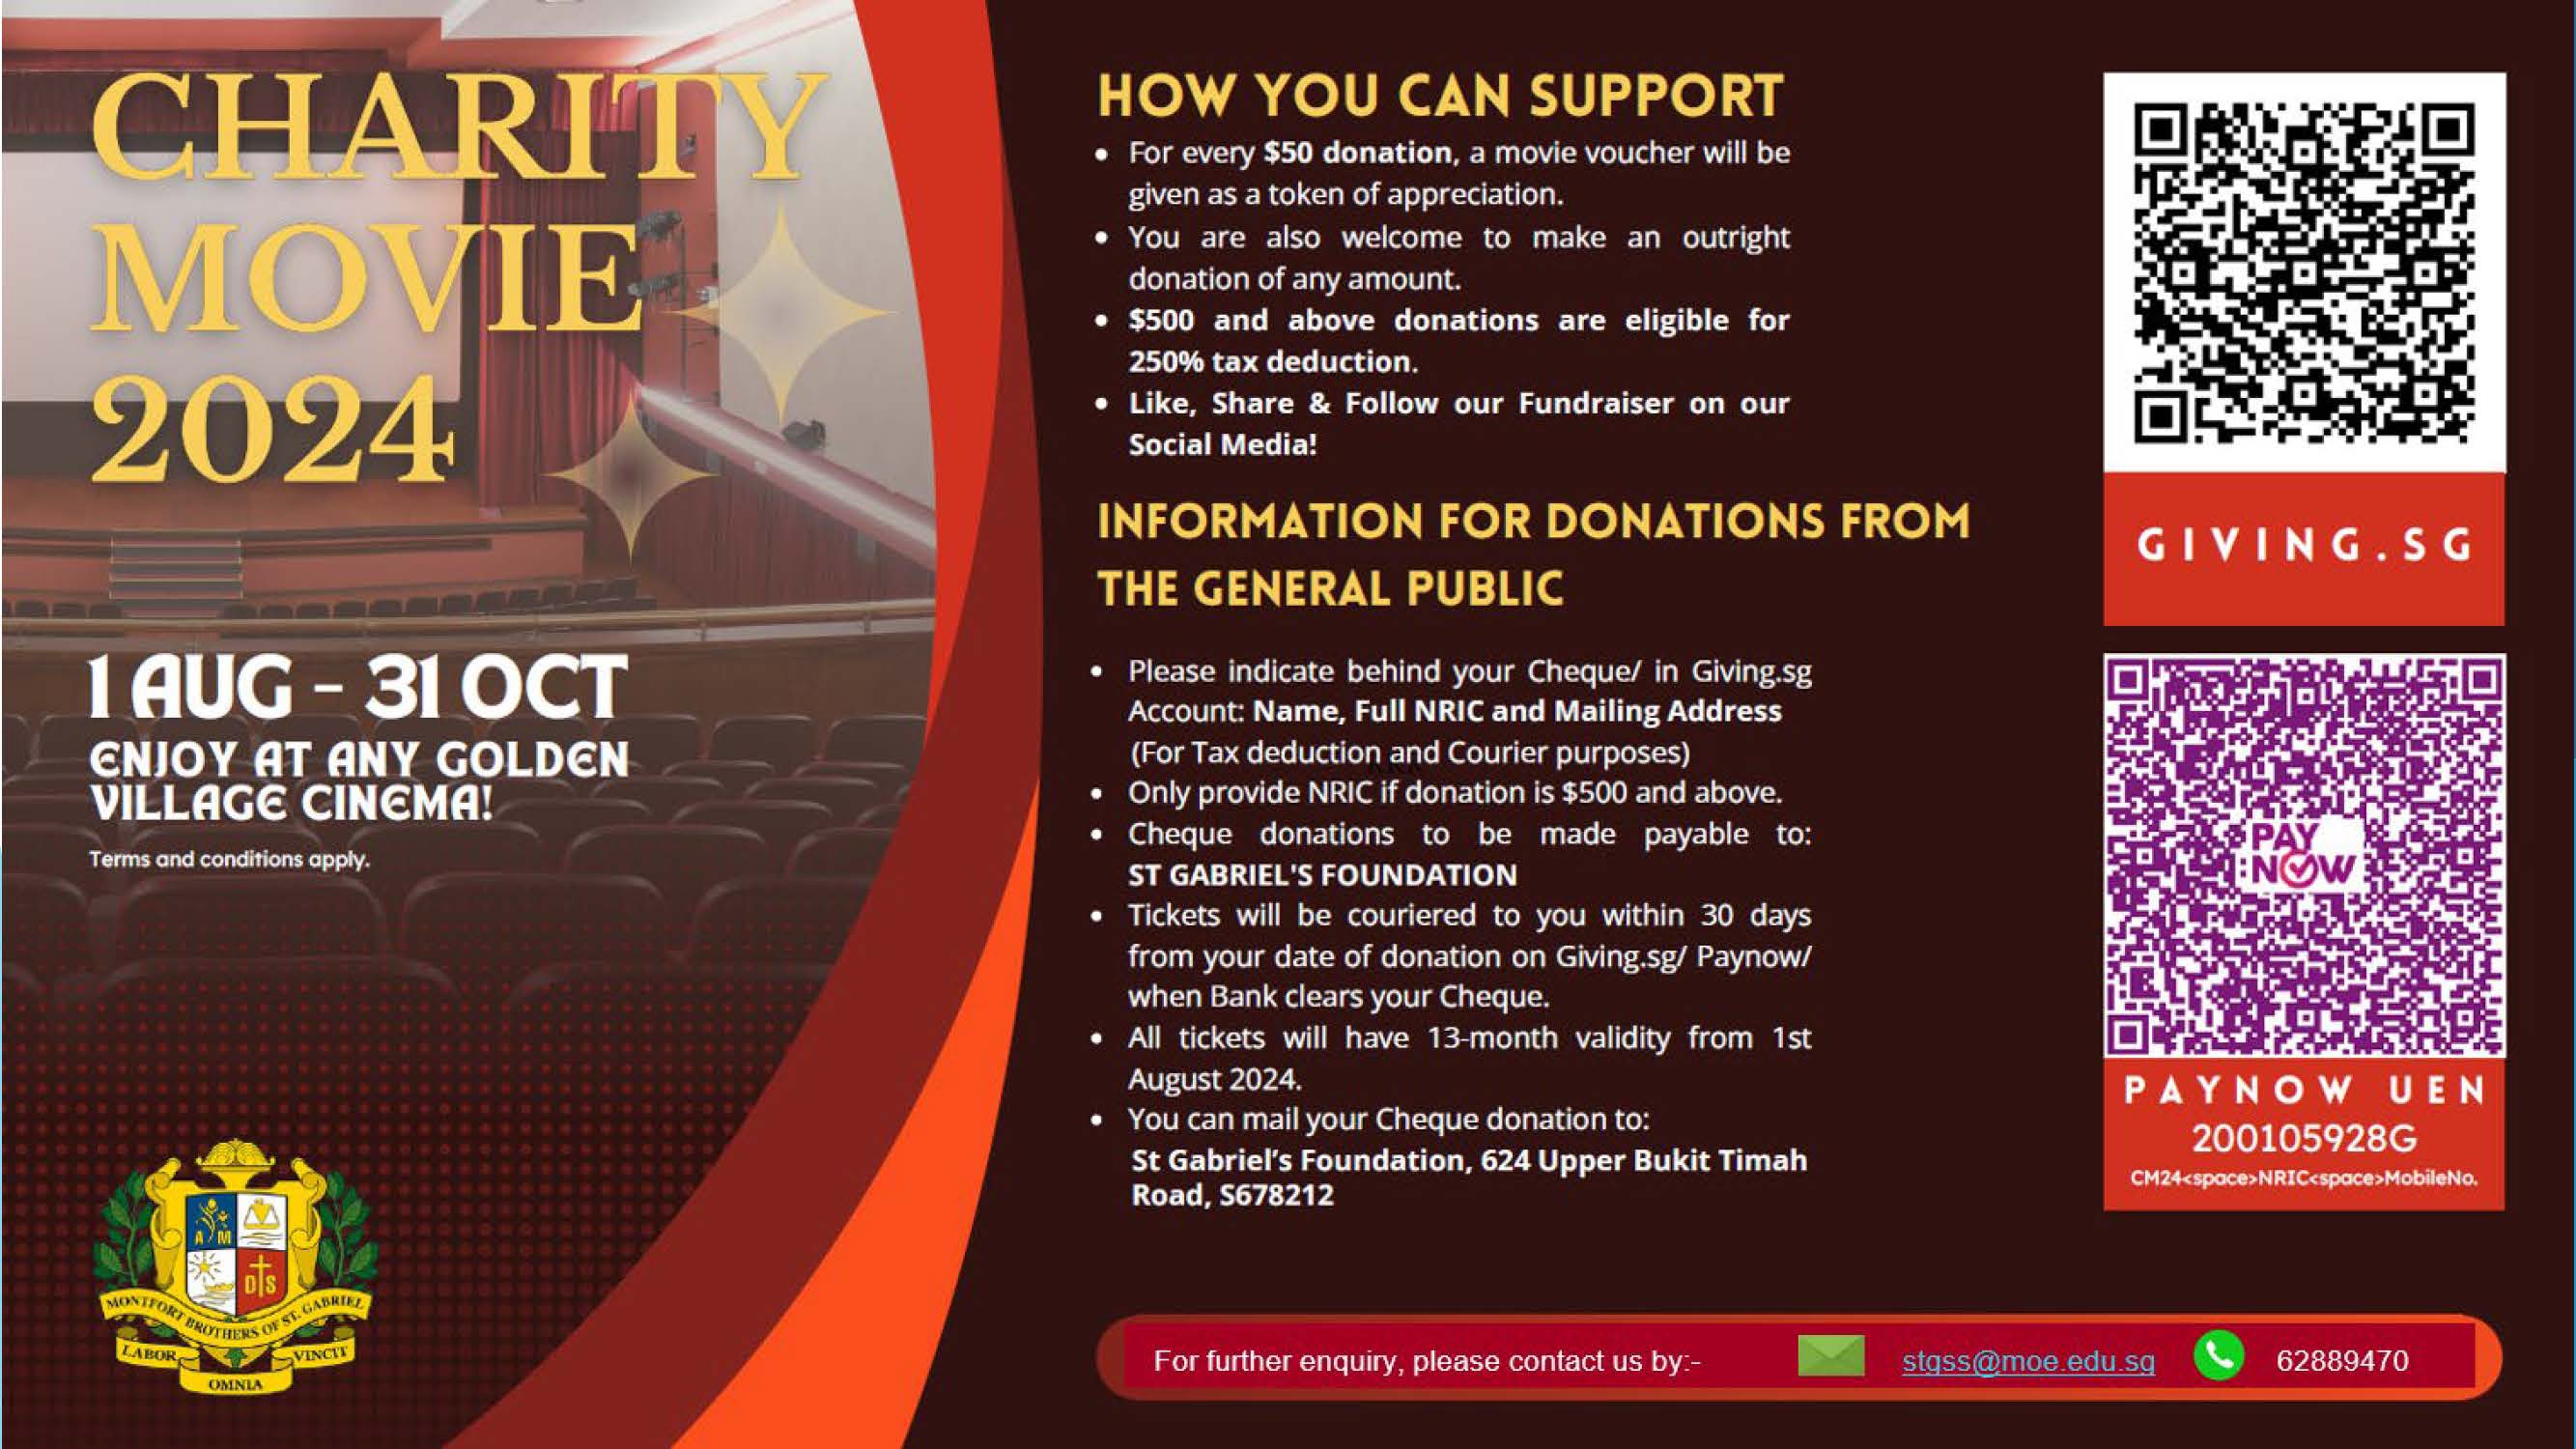 CHARITY
MOVIE
2024
1 AUG - 31 OCT
ENJOY AT ANY GOLDEN
VILLAGE CINEMA!
Terms and conditions apply.
A M
D S
MONTFORT BROTHERS OF ST. GABRIEL
LABOR VINCIT
OMNIA
HOW YOU CAN SUPPORT
• For every $50 donation, a movie voucher will be
given as a token of appreciation.
• You are also welcome to make an outright
donation of any amount.
• $500 and above donations are eligible for
250% tax deduction.
• Like, Share & Follow our Fundraiser on our
Social Media!
INFORMATION FOR DONATIONS FROM
THE GENERAL PUBLIC
• Please indicate behind your Cheque/ in Giving.sg
Account: Name, Full NRIC and Mailing Address
(For Tax deduction and Courier purposes)
• Only provide NRIC if donation is $500 and above.
• Cheque donations to be made payable to:
ST GABRIEL'S FOUNDATION
• Tickets will be couriered to you within 30 days
from your date of donation on Giving.sg/ Paynow/
when Bank clears your Cheque.
• All tickets will have 13-month validity from 1st
August 2024.
• You can mail your Cheque donation to:
St Gabriel’s Foundation, 624 Upper Bukit Timah
Road, S678212
GIVING.SG
PAY
NOW
PAYNOW UEN
200105928G
CM24<space>NRIC<space>MobileNo.
For further enquiry, please contact us by:- stgss@moe.edu.sg 62889470